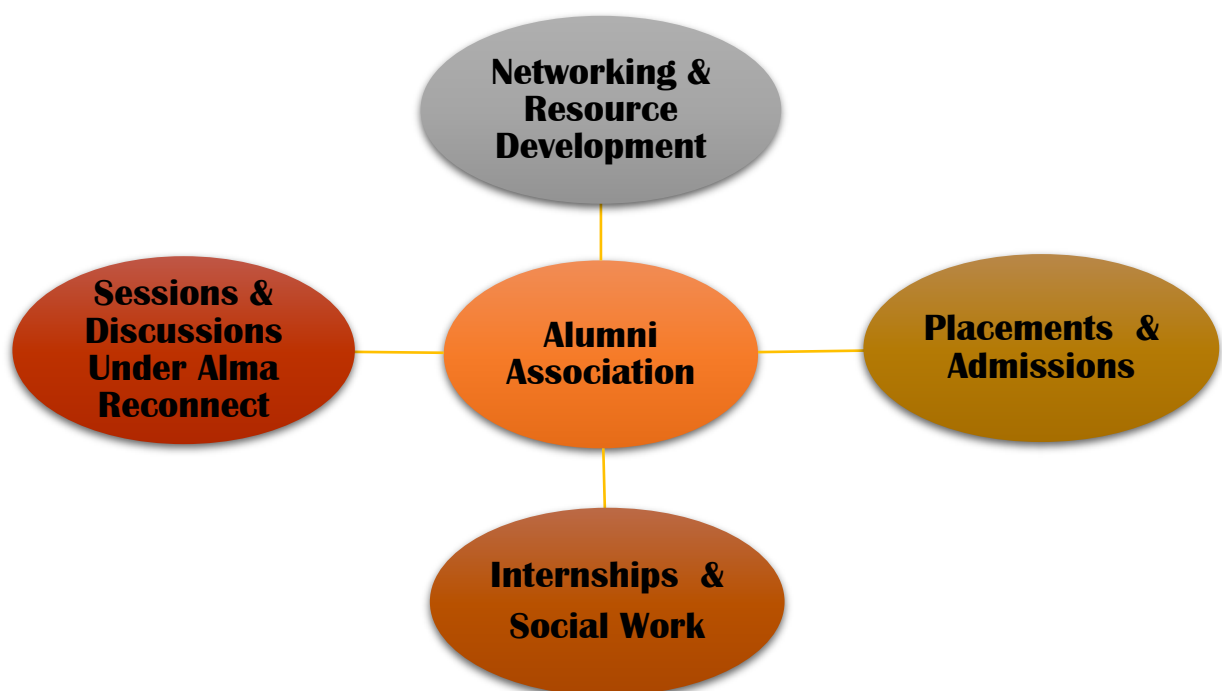 Networking &
Resource
Development
Sessions &
Discussions
Under Alma
Reconnect
Alumni
Association
Placements &
Admissions
Internships &
Social Work